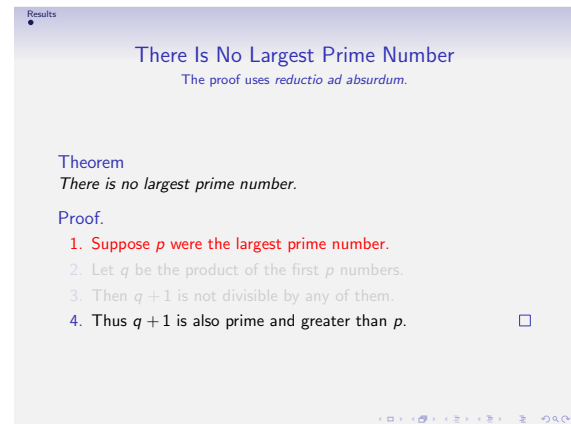 Results
There Is No Largest Prime Number
The proof uses reductio ad absurdum.
Theorem
There is no largest prime number.
Proof.
1. Suppose p were the largest prime number.
2. Let q be the product of the first p numbers.
3. Then q + 1 is not divisible by any of them.
4. Thus q + 1 is also prime and greater than p. □